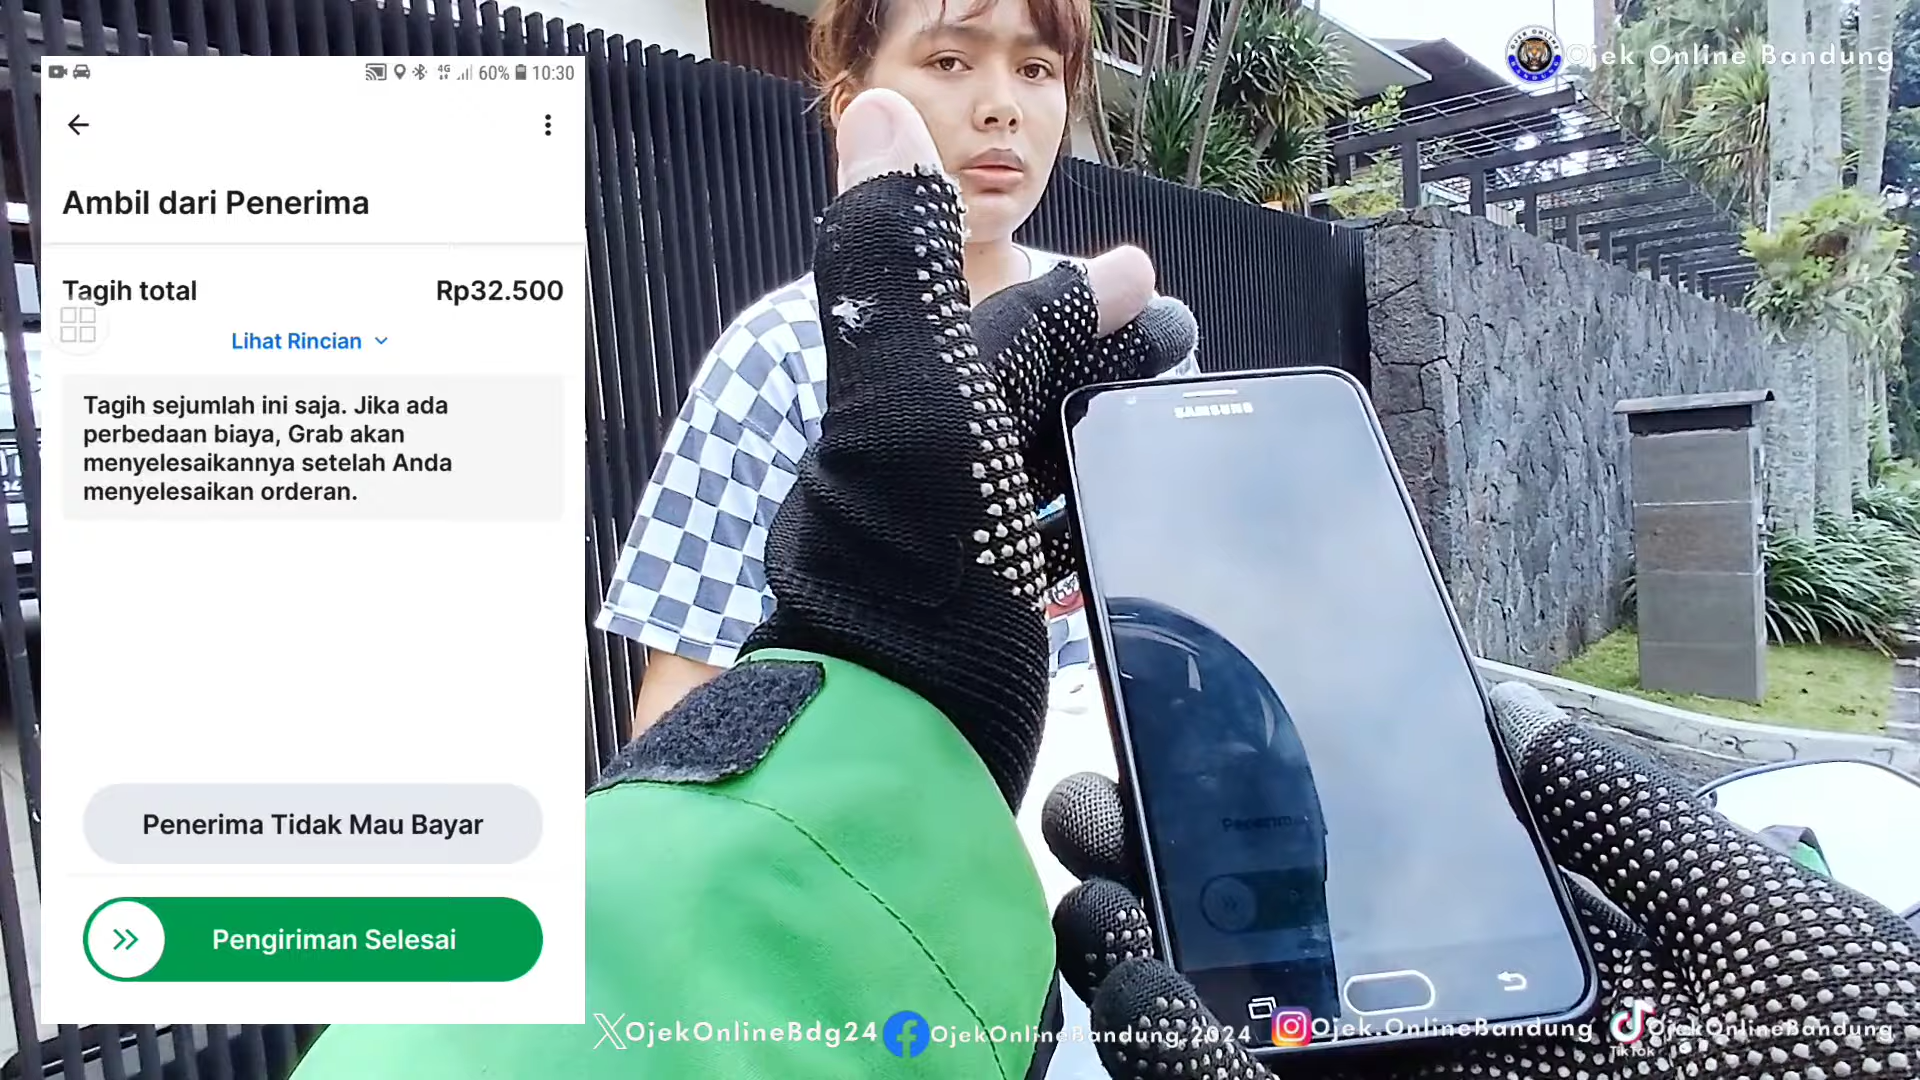 60% 10:30
Ambil dari Penerima
Tagih total Rp32.500
Lihat Rincian
Tagih sejumlah ini saja. Jika ada
perbedaan biaya, Grab akan
menyelesaikannya setelah Anda
menyelesaikan orderan.
Penerima Tidak Mau Bayar
Pengiriman Selesai
Ojek Online Bandung
SAMSUNG
OjekOnlineBdg24
OjekOnlineBandung.2024
Ojek.OnlineBandung
OjekOnlineBandung
TikTok